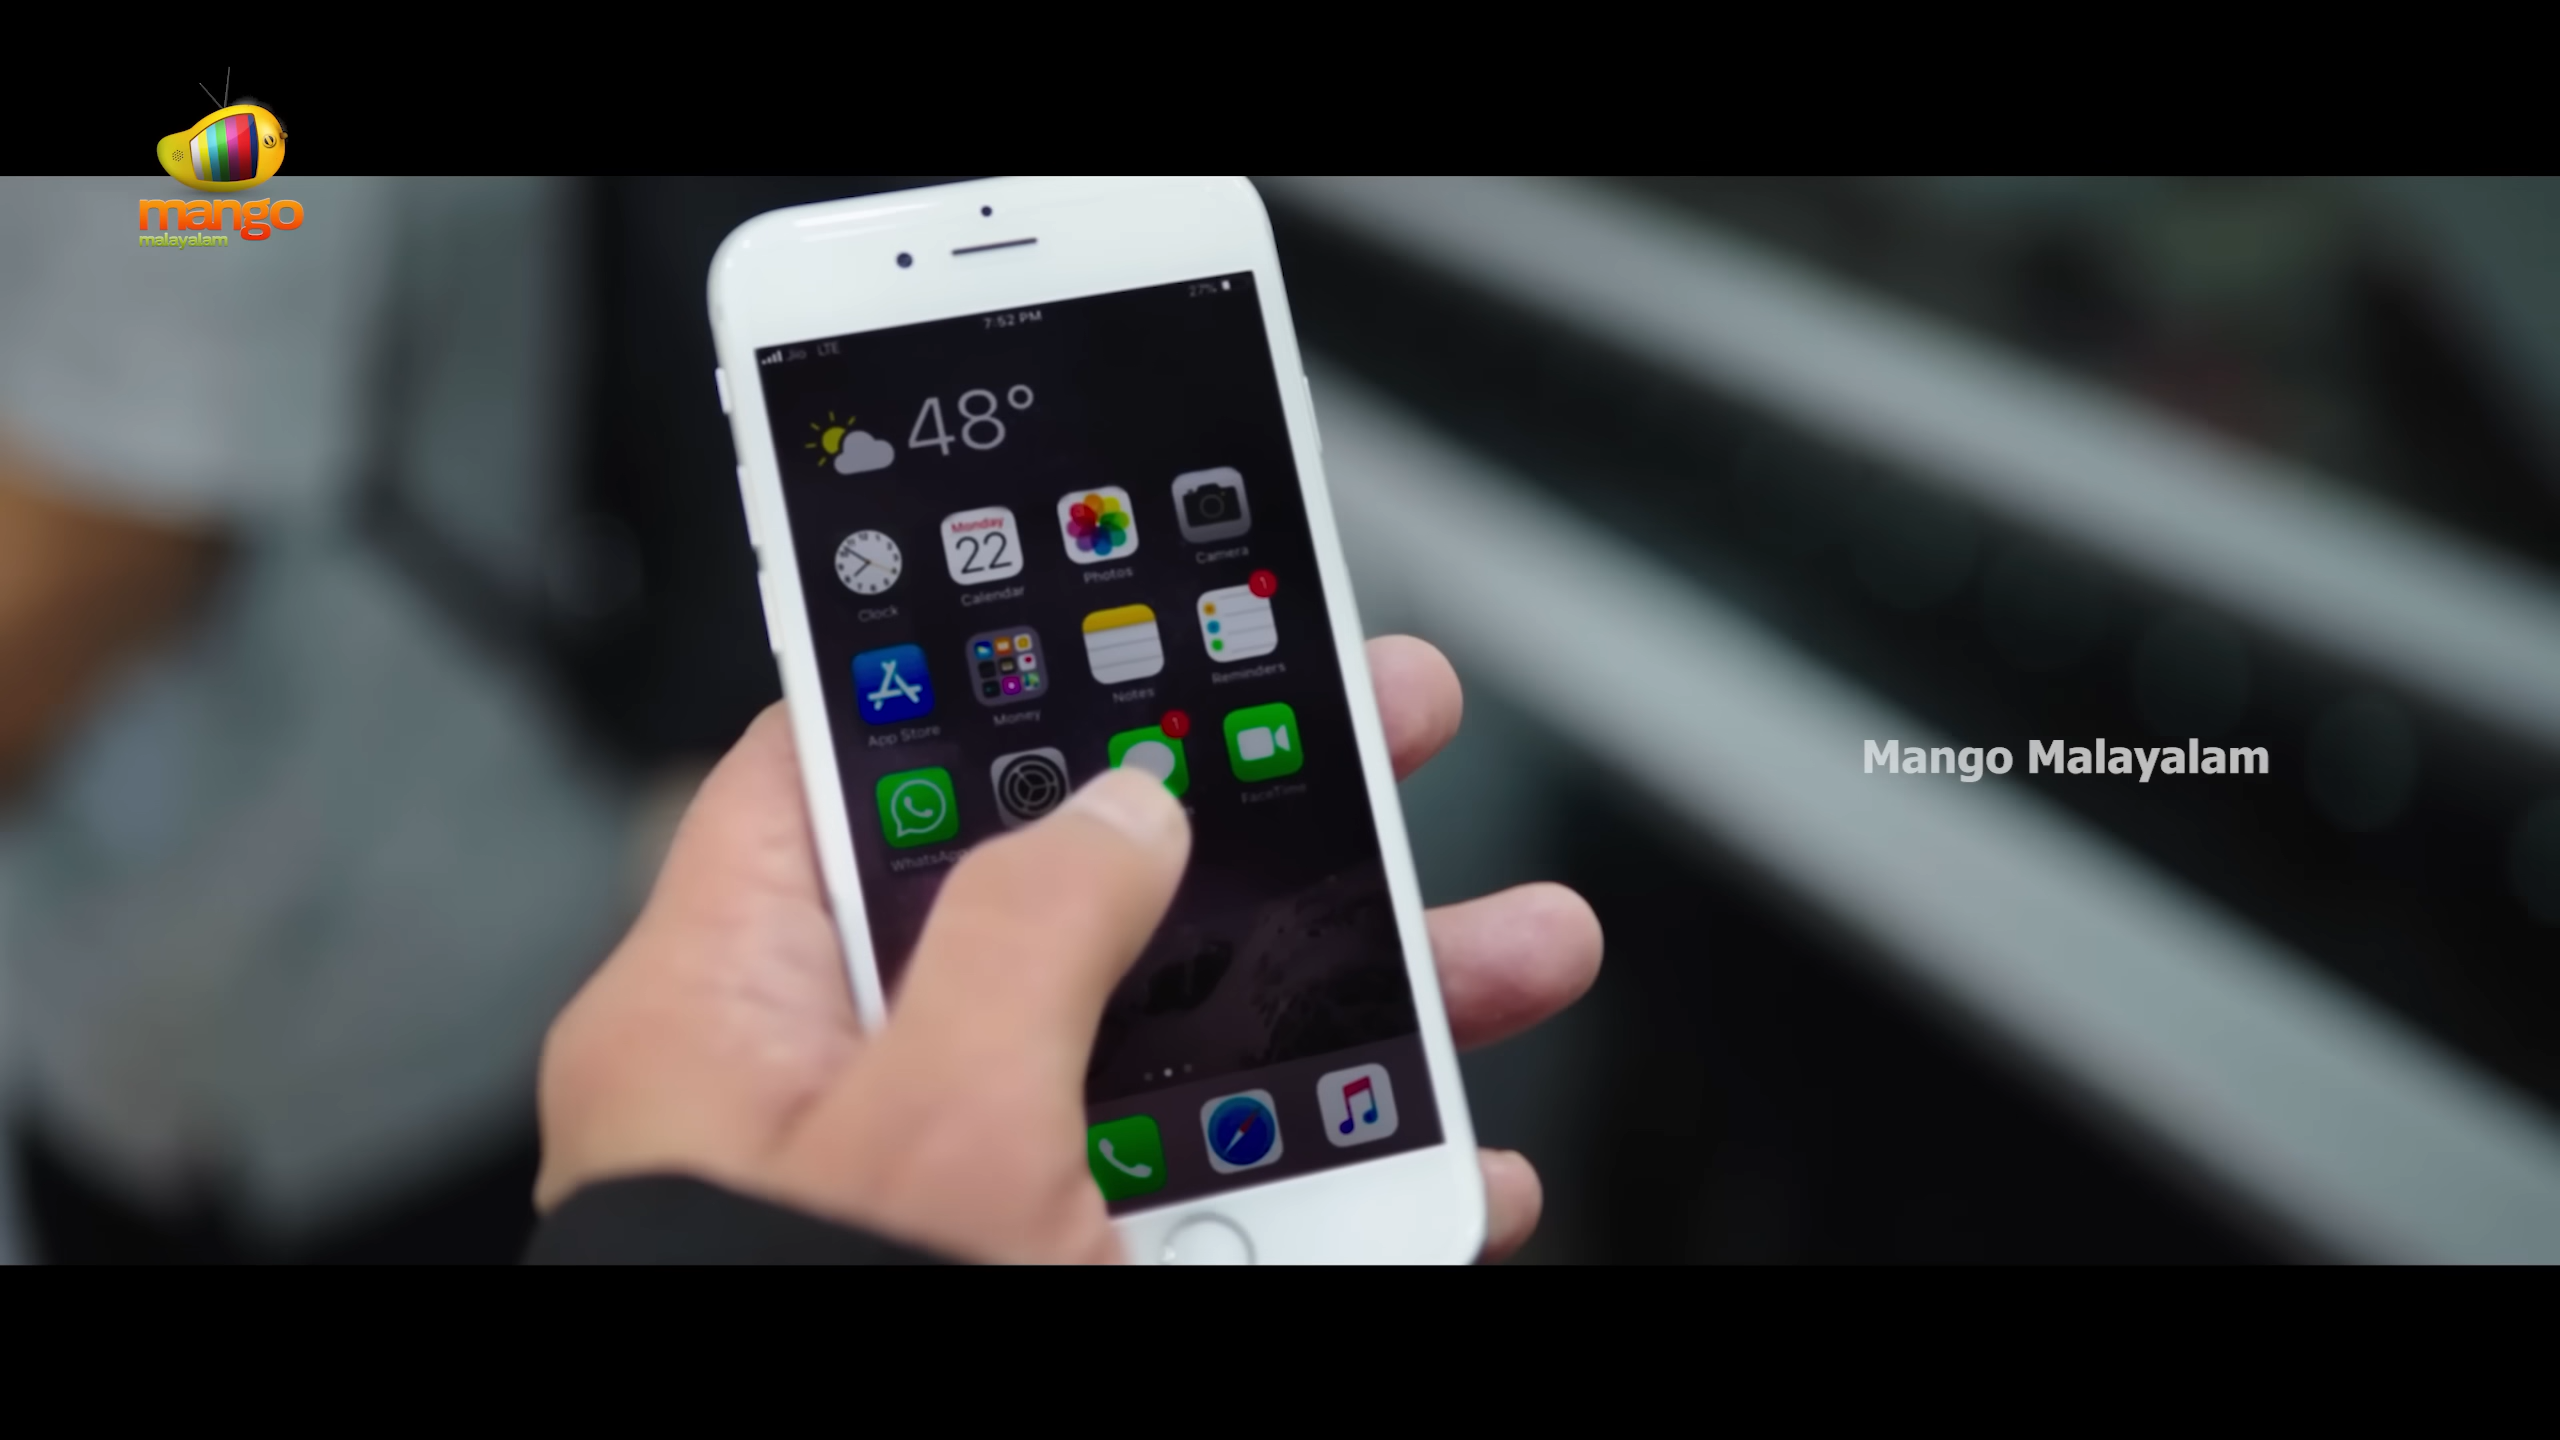 mango
malayalam
27%
7:52 PM
Jio LTE
48°
Monday
22
Clock
Calendar
Photos
Camera
1
App Store
Money
Notes
Reminders
1
WhatsApp
FaceTime
Mango Malayalam